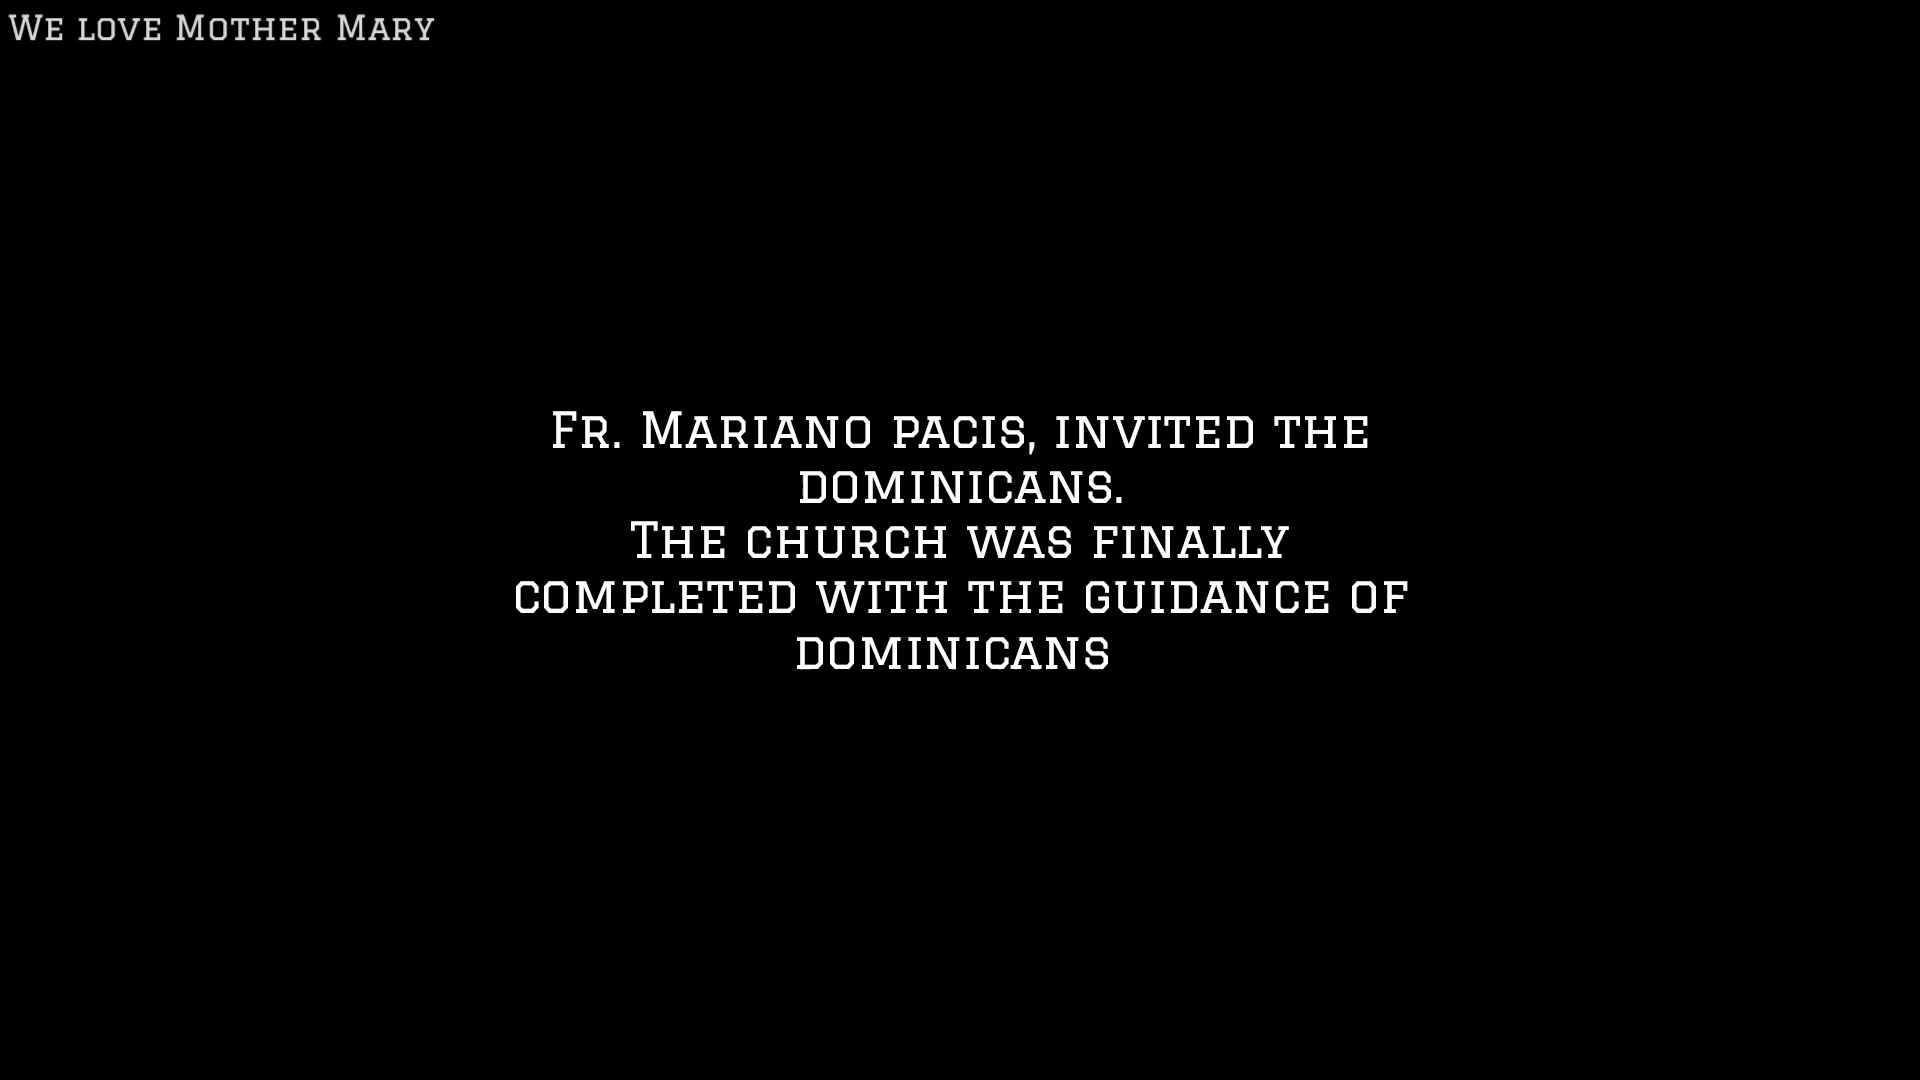 We love Mother Mary
Fr. Mariano pacis, invited the
dominicans.
The church was finally
completed with the guidance of
dominicans